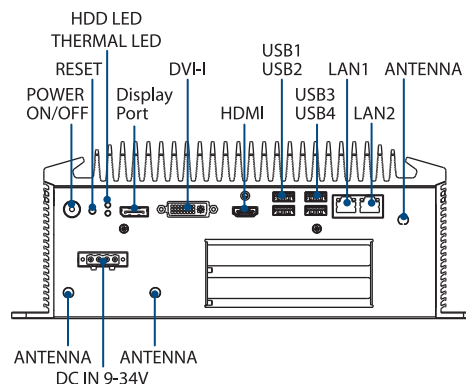 HDD LED
THERMAL LED
RESET
POWER
ON/OFF
Display
Port
DVI-I
HDMI
USB1
USB2
USB3
USB4
LAN1
LAN2
ANTENNA
ANTENNA
ANTENNA
DC IN 9-34V